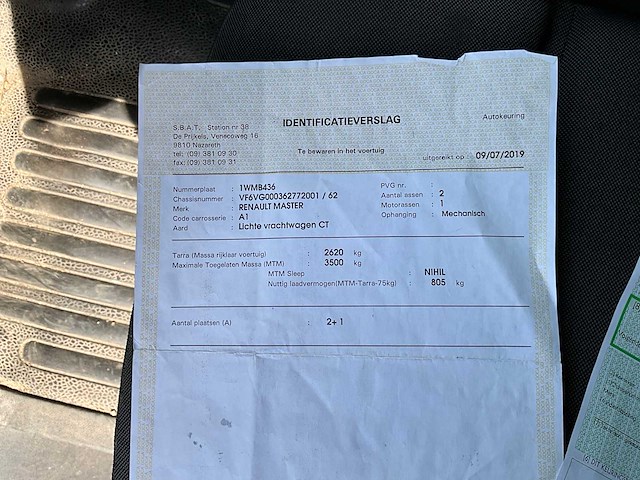 IDENTIFICATIEVERSLAG
Autokeuring
S.B.A.T. Station nr 38
De Prijkels, Venecoweg 16
9810 Nazareth
tel: (09) 381 09 30
fax: (09) 381 09 31
Te bewaren in het voertuig
uitgereikt op : 09/07/2019
Nummerplaat : 1WMB436
Chassisnummer : VF6VG000362772001 / 62
Merk : RENAULT MASTER
Code carrosserie : A1
Aard : Lichte vrachtwagen CT
PVG nr.
Aantal assen : 2
Motorassen : 1
Ophanging : Mechanisch
Tarra (Massa rijklaar voertuig) : 2620 kg
Maximale Toegelaten Massa (MTM) : 3500 kg
MTM Sleep : NIHIL
Nuttig laadvermogen(MTM-Tarra-75kg) : 805 kg
Aantal plaatsen (A) : 2+ 1